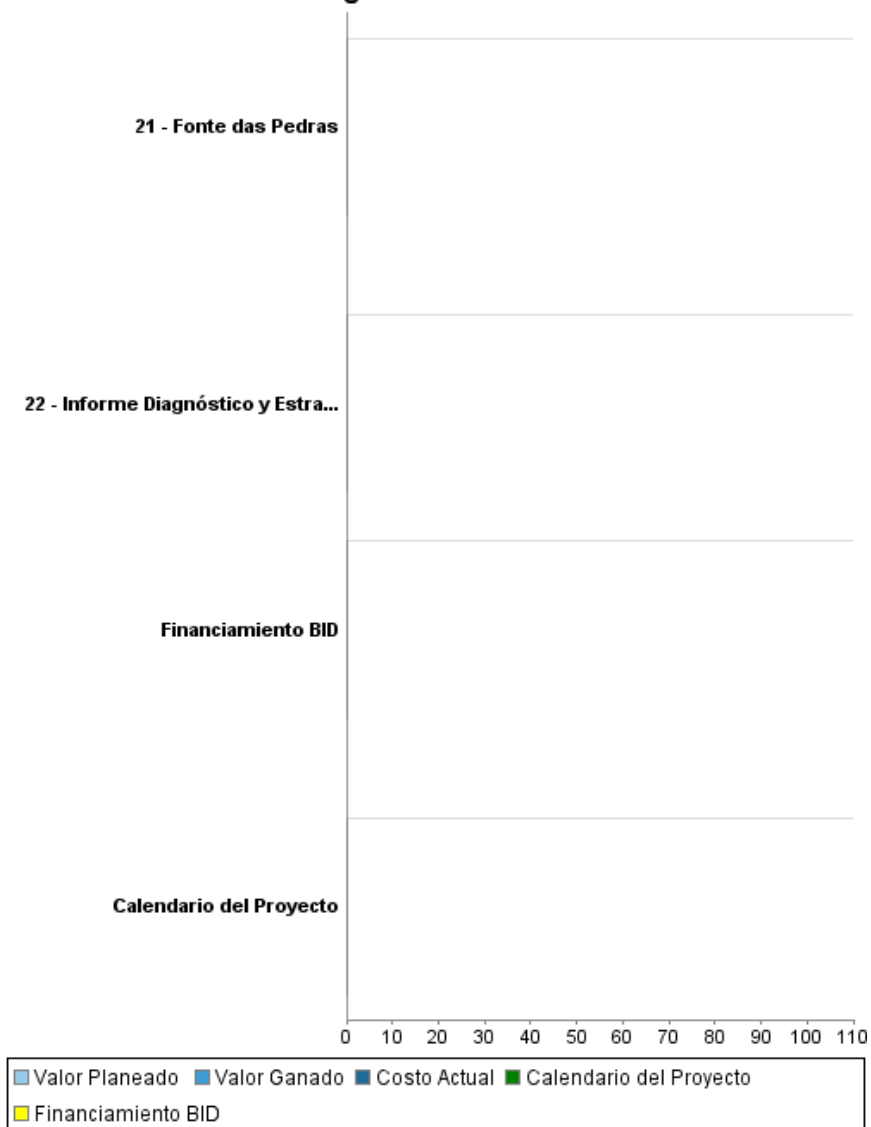 21 - Fonte das Pedras
22 - Informe Diagnóstico y Estra...
Financiamiento BID
Calendario del Proyecto
0 10 20 30 40 50 60 70 80 90 100 110
Valor Planeado Valor Ganado Costo Actual Calendario del Proyecto
Financiamiento BID